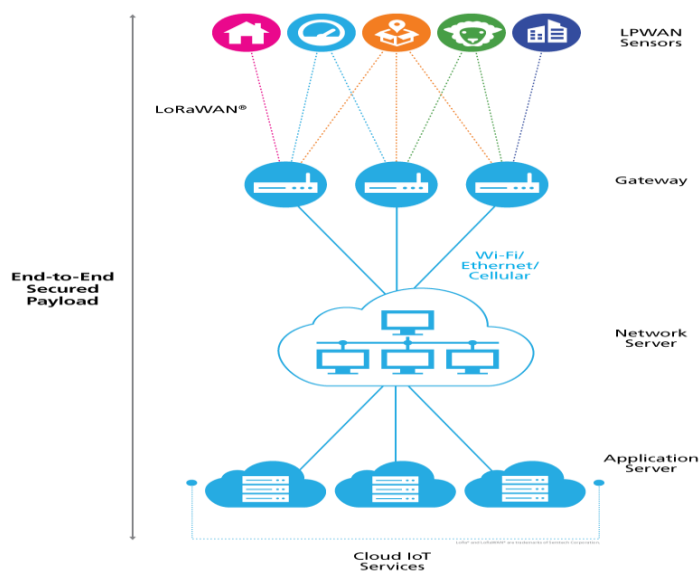 LPWAN
Sensors
LoRaWAN®
Gateway
Wi-Fi/
Ethernet/
Cellular
End-to-End
Secured
Payload
Network
Server
Application
Server
Cloud IoT
Services